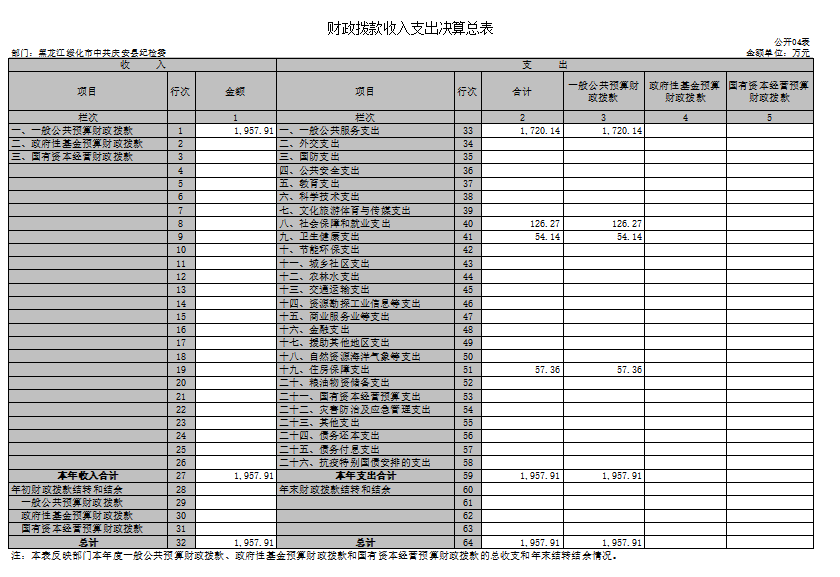 财政拨款收入支出决算总表
公开04表
部门：黑龙江绥化市中共庆安县纪检委 金额单位：万元
收 入 支 出
项目 行次 金额 项目 行次 合计 一般公共预算财政拨款 政府性基金预算财政拨款 国有资本经营预算财政拨款
栏次 1 栏次 2 3 4 5
一、一般公共预算财政拨款 1 1,957.91 一、一般公共服务支出 33 1,720.14 1,720.14
二、政府性基金预算财政拨款 2 二、外交支出 34
三、国有资本经营财政拨款 3 三、国防支出 35
4 四、公共安全支出 36
5 五、教育支出 37
6 六、科学技术支出 38
7 七、文化旅游体育与传媒支出 39
8 八、社会保障和就业支出 40 126.27 126.27
9 九、卫生健康支出 41 54.14 54.14
10 十、节能环保支出 42
11 十一、城乡社区支出 43
12 十二、农林水支出 44
13 十三、交通运输支出 45
14 十四、资源勘探工业信息等支出 46
15 十五、商业服务业等支出 47
16 十六、金融支出 48
17 十七、援助其他地区支出 49
18 十八、自然资源海洋气象等支出 50
19 十九、住房保障支出 51 57.36 57.36
20 二十、粮油物资储备支出 52
21 二十一、国有资本经营预算支出 53
22 二十二、灾害防治及应急管理支出 54
23 二十三、其他支出 55
24 二十四、债务还本支出 56
25 二十五、债务付息支出 57
26 二十六、抗疫特别国债安排的支出 58
本年收入合计 27 1,957.91 本年支出合计 59 1,957.91 1,957.91
年初财政拨款结转和结余 28 年末财政拨款结转和结余 60
一般公共预算财政拨款 29 61
政府性基金预算财政拨款 30 62
国有资本经营预算财政拨款 31 63
总计 32 1,957.91 总计 64 1,957.91 1,957.91
注：本表反映部门本年度一般公共预算财政拨款、政府性基金预算财政拨款和国有资本经营预算财政拨款的总收支和年末结转结余情况。